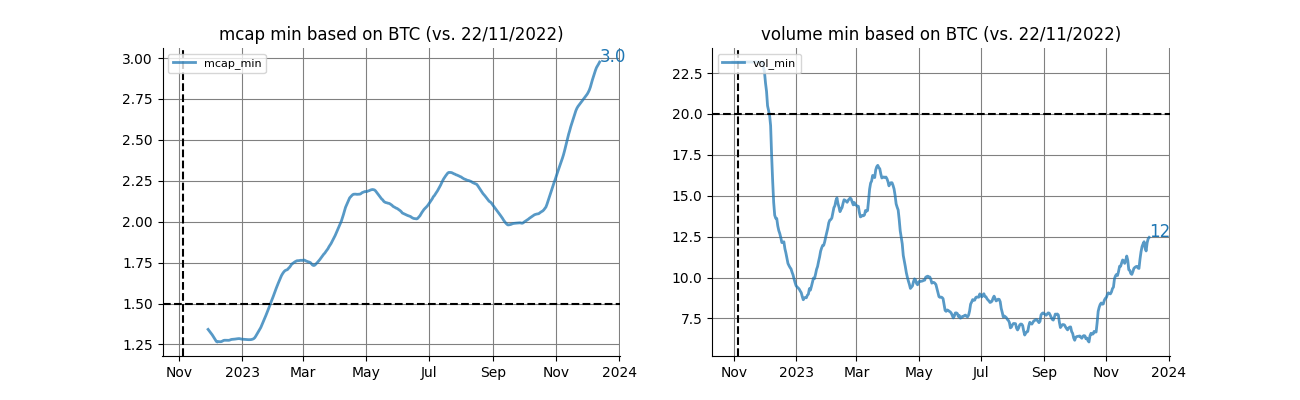 mcap min based on BTC (vs. 22/11/2022)
3.00
2.75
2.50
2.25
2.00
1.75
1.50
1.25
mcap_min
3.0
Nov 2023 Mar May Jul Sep Nov 2024
volume min based on BTC (vs. 22/11/2022)
22.5
20.0
17.5
15.0
12.5
10.0
7.5
vol_min
12
Nov 2023 Mar May Jul Sep Nov 2024